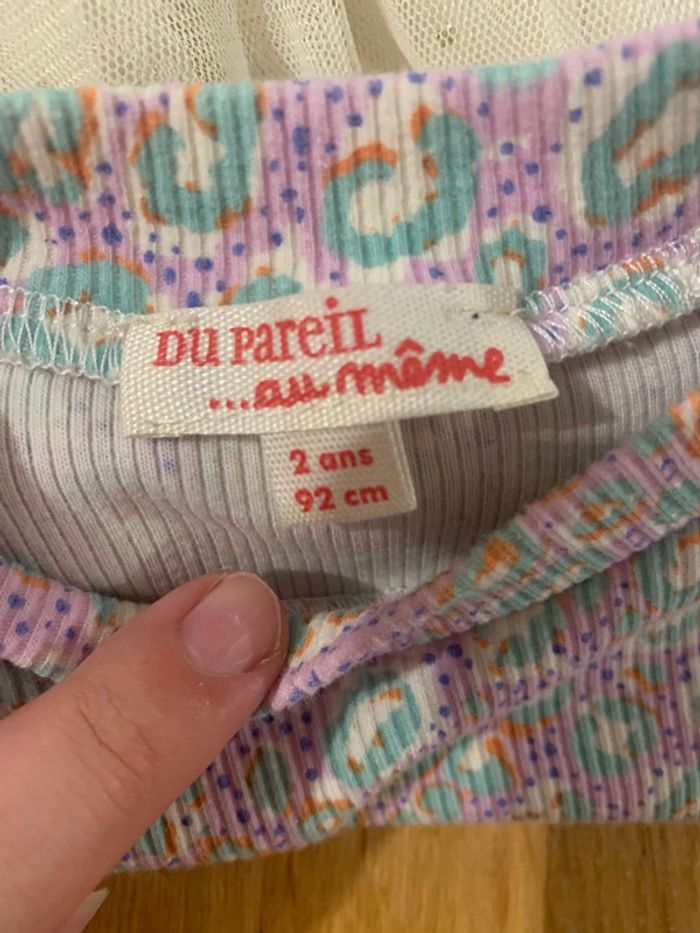 DU PAREIL
...au même
2 ans
92 cm